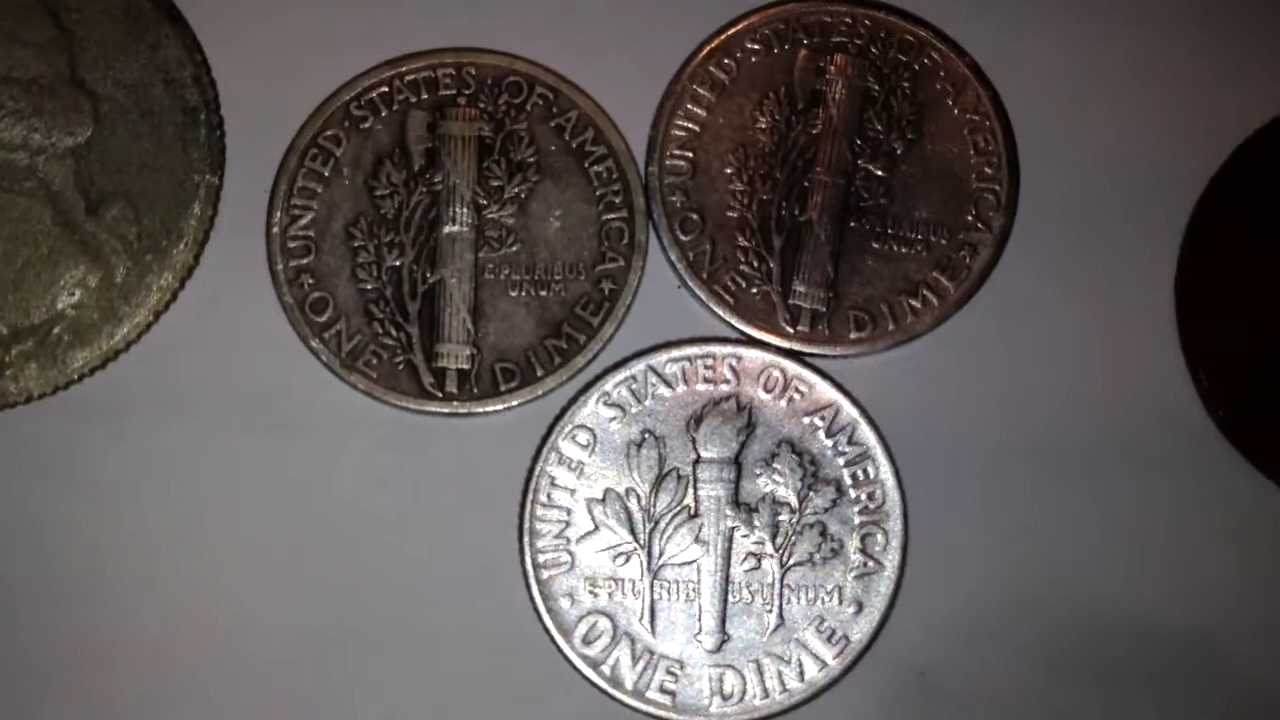 UNITED·STATES OF·AMERICA
E·PLURIBUS
UNUM
★ONE DIME★
UNITED·STATES·OF·AMERICA
E·PLURIBUS
UNUM
★ONE DIME★
UNITED STATES OF AMERICA
E·PLURIBUS·UNUM
·ONE DIME·